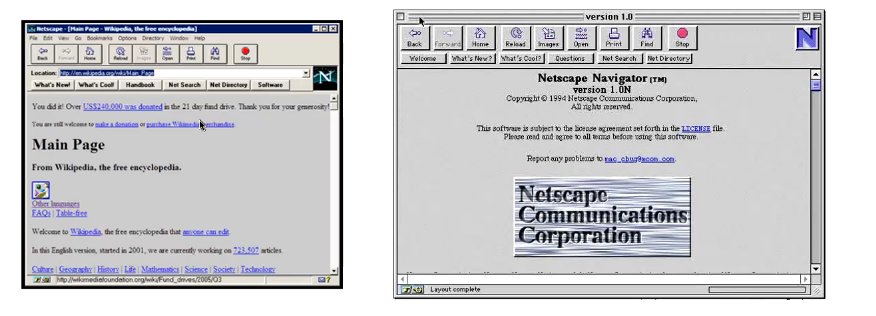 Netscape - [Main Page - Wikipedia, the free encyclopedia]
File Edit View Go Bookmarks Options Directory Window Help
Back Forward Home Reload Images Open Print Find Stop
Location: http://en.wikipedia.org/wiki/Main_Page
What's New! What's Cool! Handbook Net Search Net Directory Software
You did it! Over US$240,000 was donated in the 21 day fund drive. Thank you for your generosity!
You are still welcome to make a donation or purchase Wikimedia merchandise.
Main Page
From Wikipedia, the free encyclopedia.
Other languages
FAQs | Table-free
Welcome to Wikipedia, the free encyclopedia that anyone can edit.
In this English version, started in 2001, we are currently working on 723,507 articles.
Culture | Geography | History | Life | Mathematics | Science | Society | Technology
http://wikimediafoundation.org/wiki/Fund_drives/2005/Q3
version 1.0
Back Forward Home Reload Images Open Print Find Stop
N
Welcome What's New? What's Cool? Questions Net Search Net Directory
Netscape Navigator (TM)
version 1.0N
Copyright © 1994 Netscape Communications Corporation,
All rights reserved.
This software is subject to the license agreement set forth in the LICENSE file.
Please read and agree to all terms before using this software.
Report any problems to mac_cbug@mcom.com.
Netscape
Communications
Corporation
Layout complete